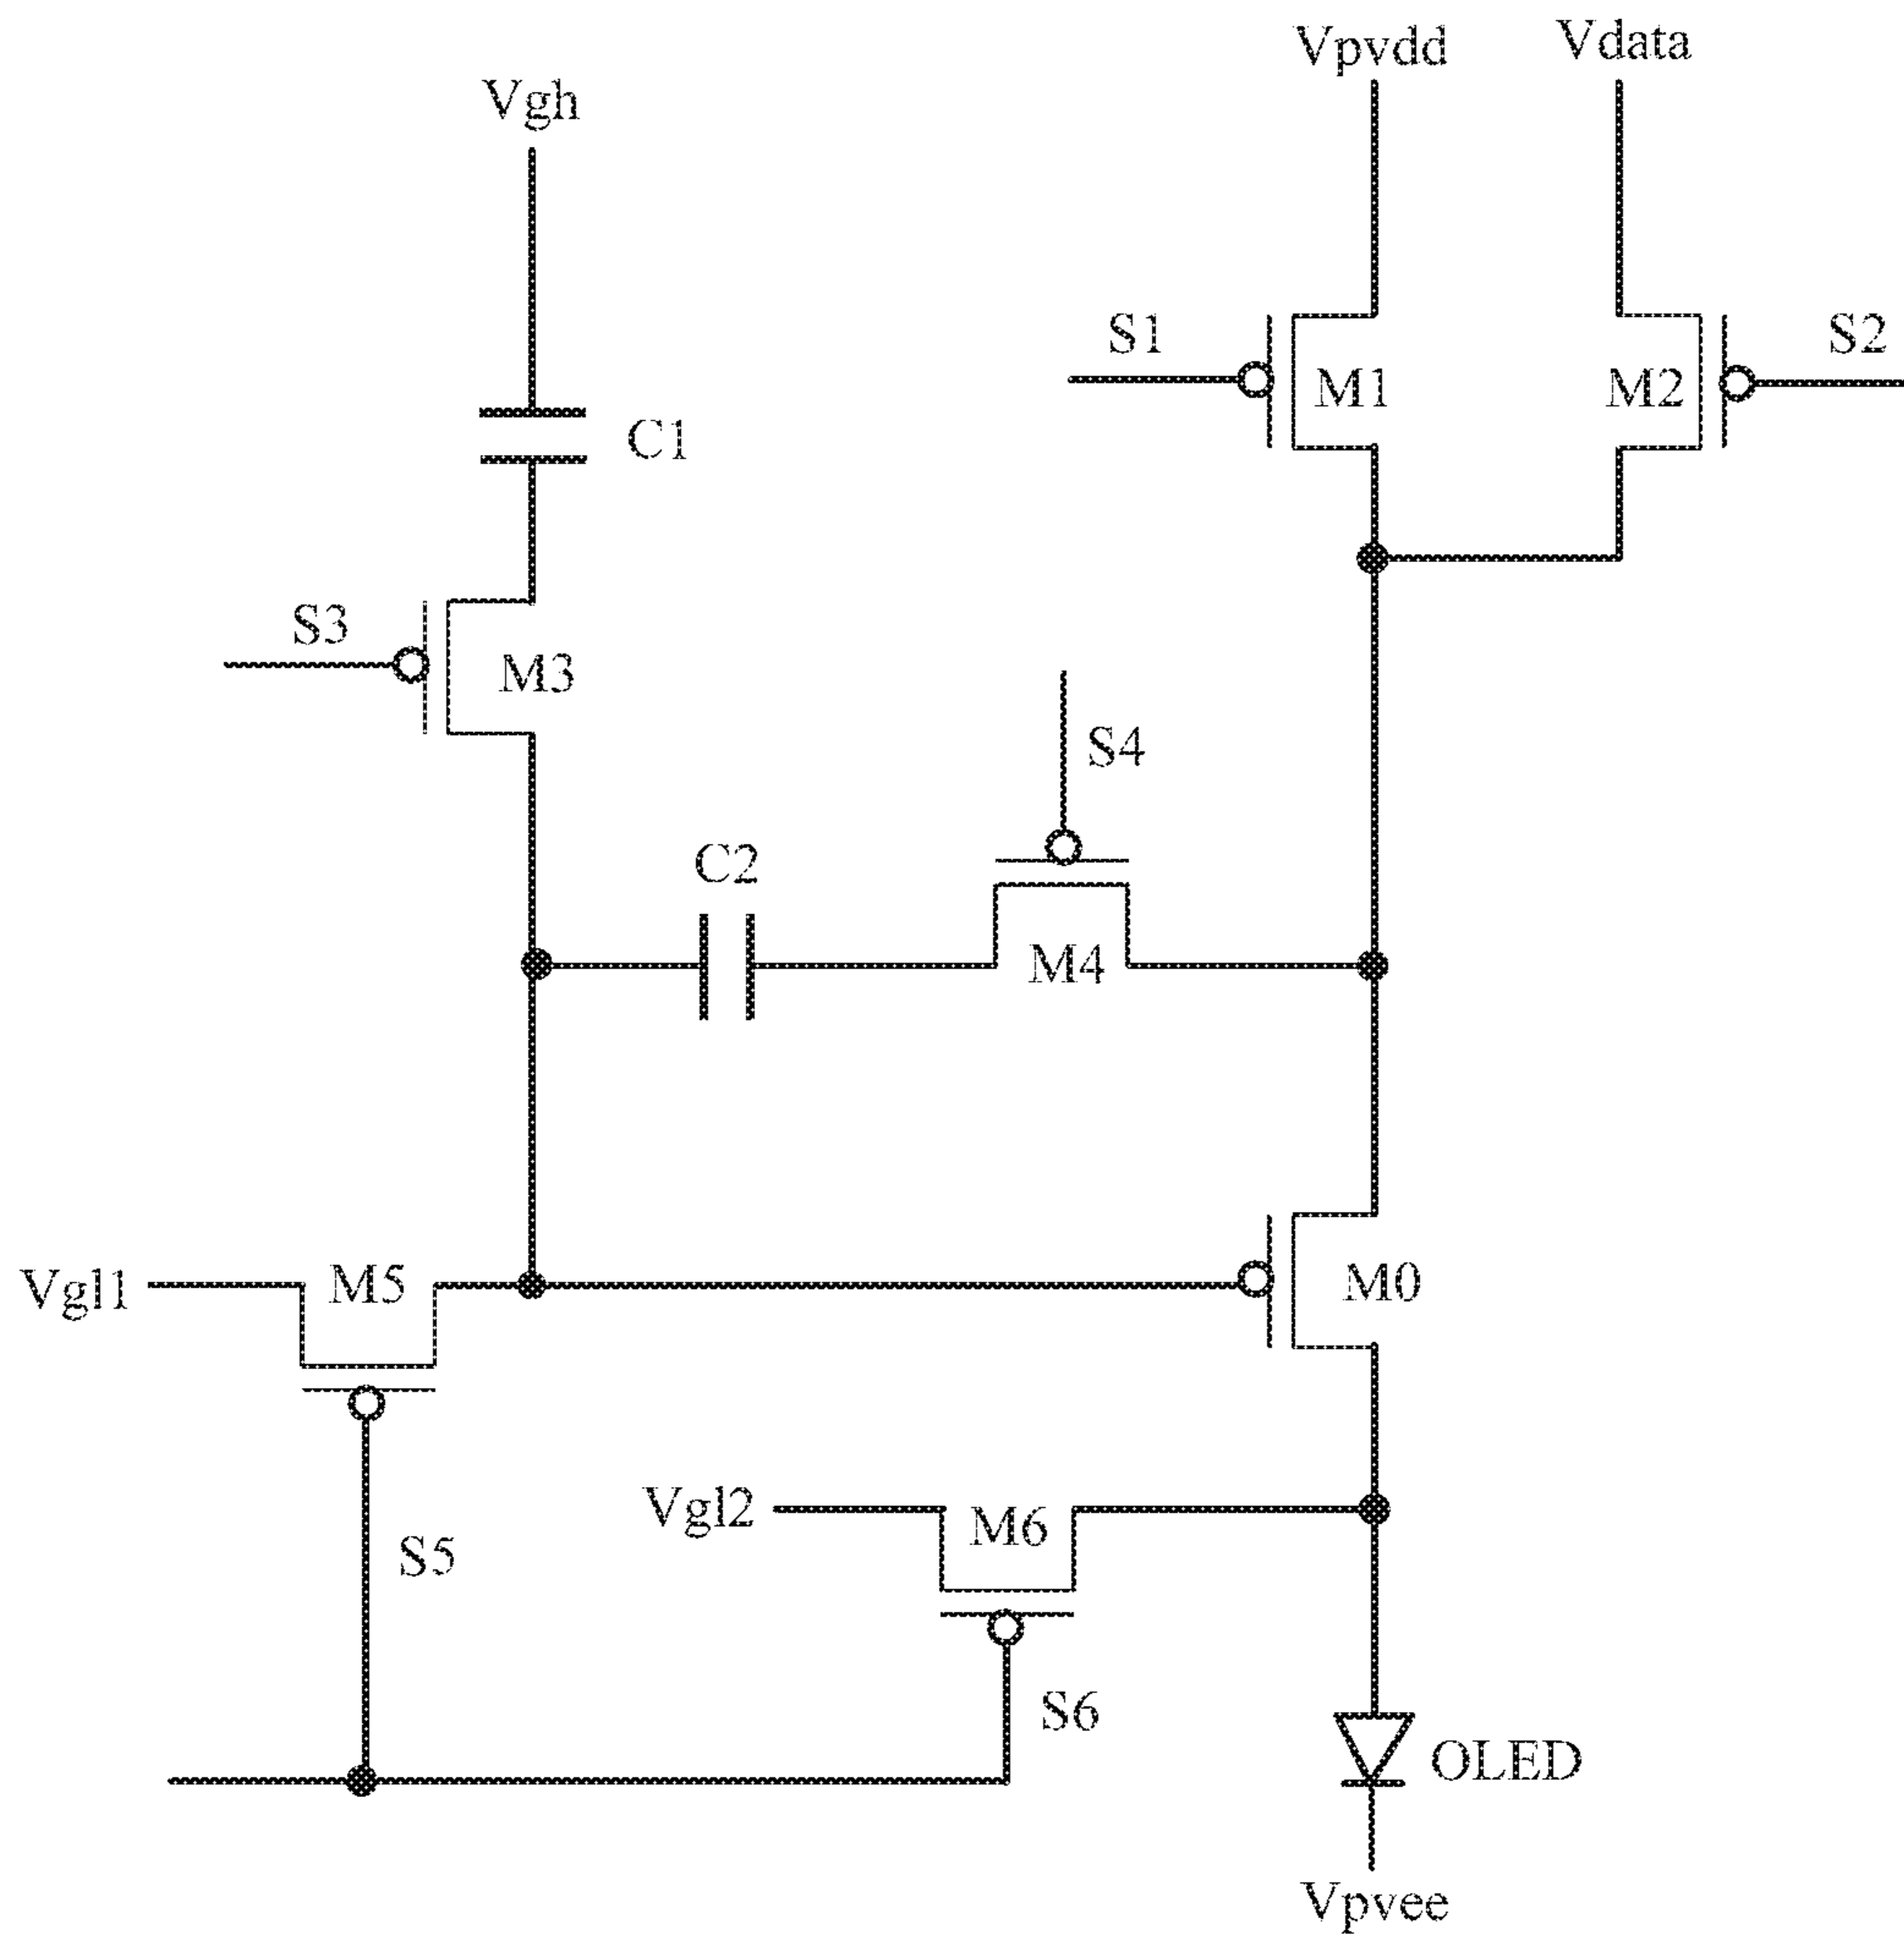 Vpvdd
Vdata
Vgh
S1
M1
M2
S2
C1
S3
M3
S4
C2
M4
Vgl1
M5
M0
Vgl2
M6
S5
S6
OLED
Vpvee